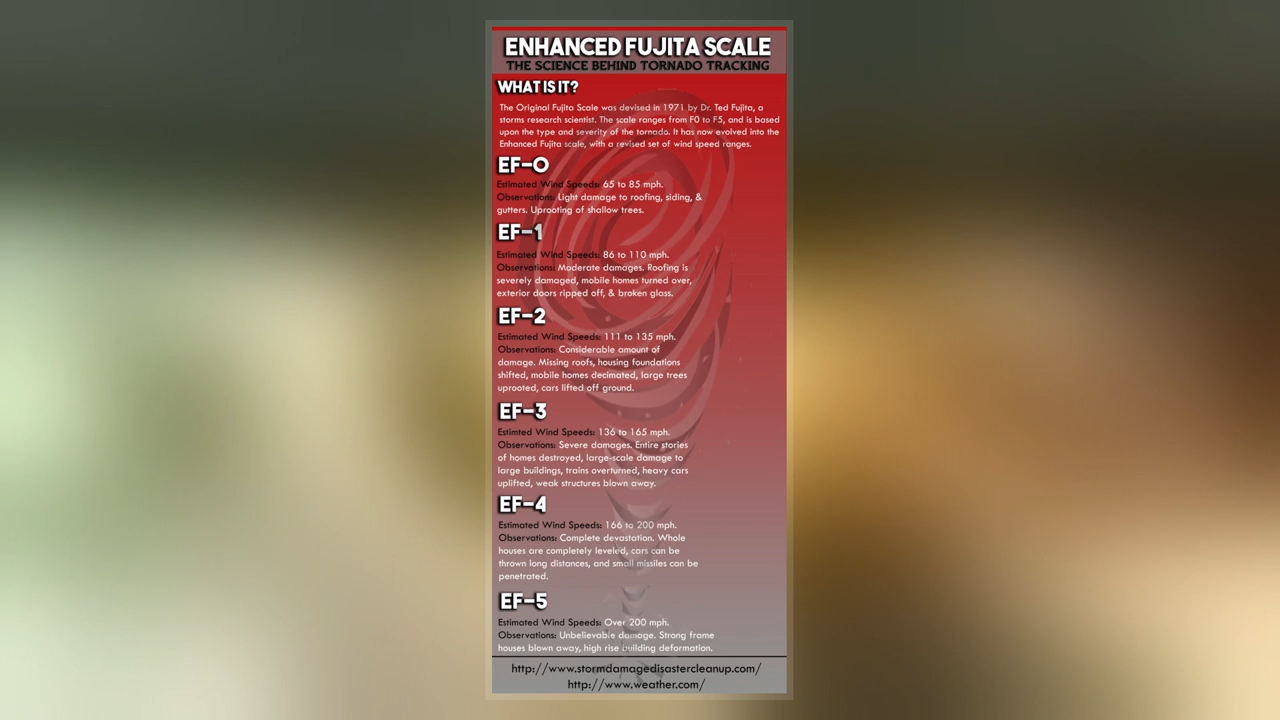 ENHANCED FUJITA SCALE
THE SCIENCE BEHIND TORNADO TRACKING
WHAT IS IT?
The Original Fujita Scale was devised in 1971 by Dr. Ted Fujita, a
storms research scientist. The scale ranges from F0 to F5, and is based
upon the type and severity of the tornado. It has now evolved into the
Enhanced Fujita scale, with a revised set of wind speed ranges.
EF-0
Estimated Wind Speeds: 65 to 85 mph.
Observations: Light damage to roofing, siding, &
gutters. Uprooting of shallow trees.
EF-1
Estimated Wind Speeds: 86 to 110 mph.
Observations: Moderate damages. Roofing is
severely damaged, mobile homes turned over,
exterior doors ripped off, & broken glass.
EF-2
Estimated Wind Speeds: 111 to 135 mph.
Observations: Considerable amount of
damage. Missing roofs, housing foundations
shifted, mobile homes decimated, large trees
uprooted, cars lifted off ground.
EF-3
Estimted Wind Speeds: 136 to 165 mph.
Observations: Severe damages. Entire stories
of homes destroyed, large-scale damage to
large buildings, trains overturned, heavy cars
uplifted, weak structures blown away.
EF-4
Estimated Wind Speeds: 166 to 200 mph.
Observations: Complete devastation. Whole
houses are completely leveled, cars can be
thrown long distances, and small missiles can be
penetrated.
EF-5
Estimated Wind Speeds: Over 200 mph.
Observations: Unbelievable damage. Strong frame
houses blown away, high rise building deformation.
http://www.stormdamagedisastercleanup.com/
http://www.weather.com/